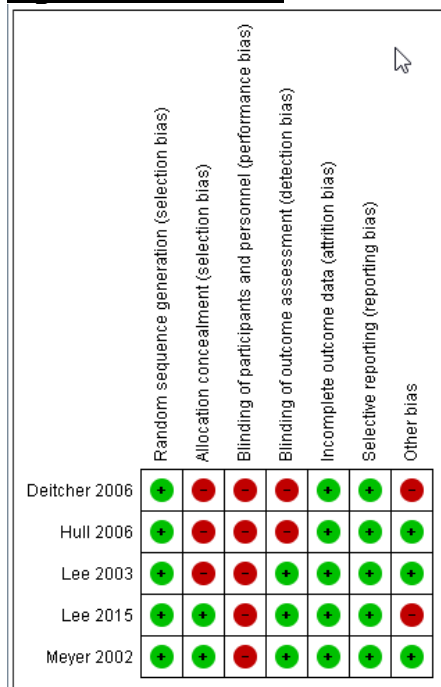 Random sequence generation (selection bias)
Allocation concealment (selection bias)
Blinding of participants and personnel (performance bias)
Blinding of outcome assessment (detection bias)
Incomplete outcome data (attrition bias)
Selective reporting (reporting bias)
Other bias
Deitcher 2006 + - - - + + -
Hull 2006 + - - - + + +
Lee 2003 + - - + + + +
Lee 2015 + + - + + + -
Meyer 2002 + + - + + + +